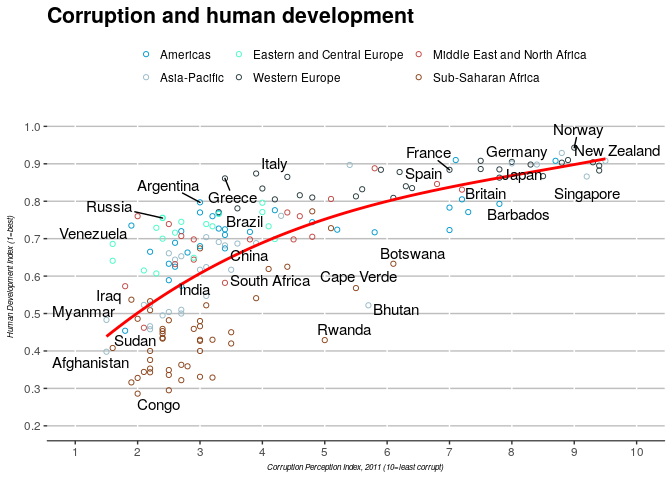 Corruption and human development
Americas
Eastern and Central Europe
Middle East and North Africa
Asia-Pacific
Western Europe
Sub-Saharan Africa
Human Development Index (1=best)
1.0
0.9
0.8
0.7
0.6
0.5
0.4
0.3
0.2
Norway
France
Germany
New Zealand
Italy
Spain
Japan
Singapore
Argentina
Greece
Britain
Russia
Brazil
Barbados
Venezuela
China
Botswana
Iraq
India
South Africa
Cape Verde
Myanmar
Bhutan
Sudan
Rwanda
Afghanistan
Congo
1 2 3 4 5 6 7 8 9 10
Corruption Perception Index, 2011 (10=least corrupt)